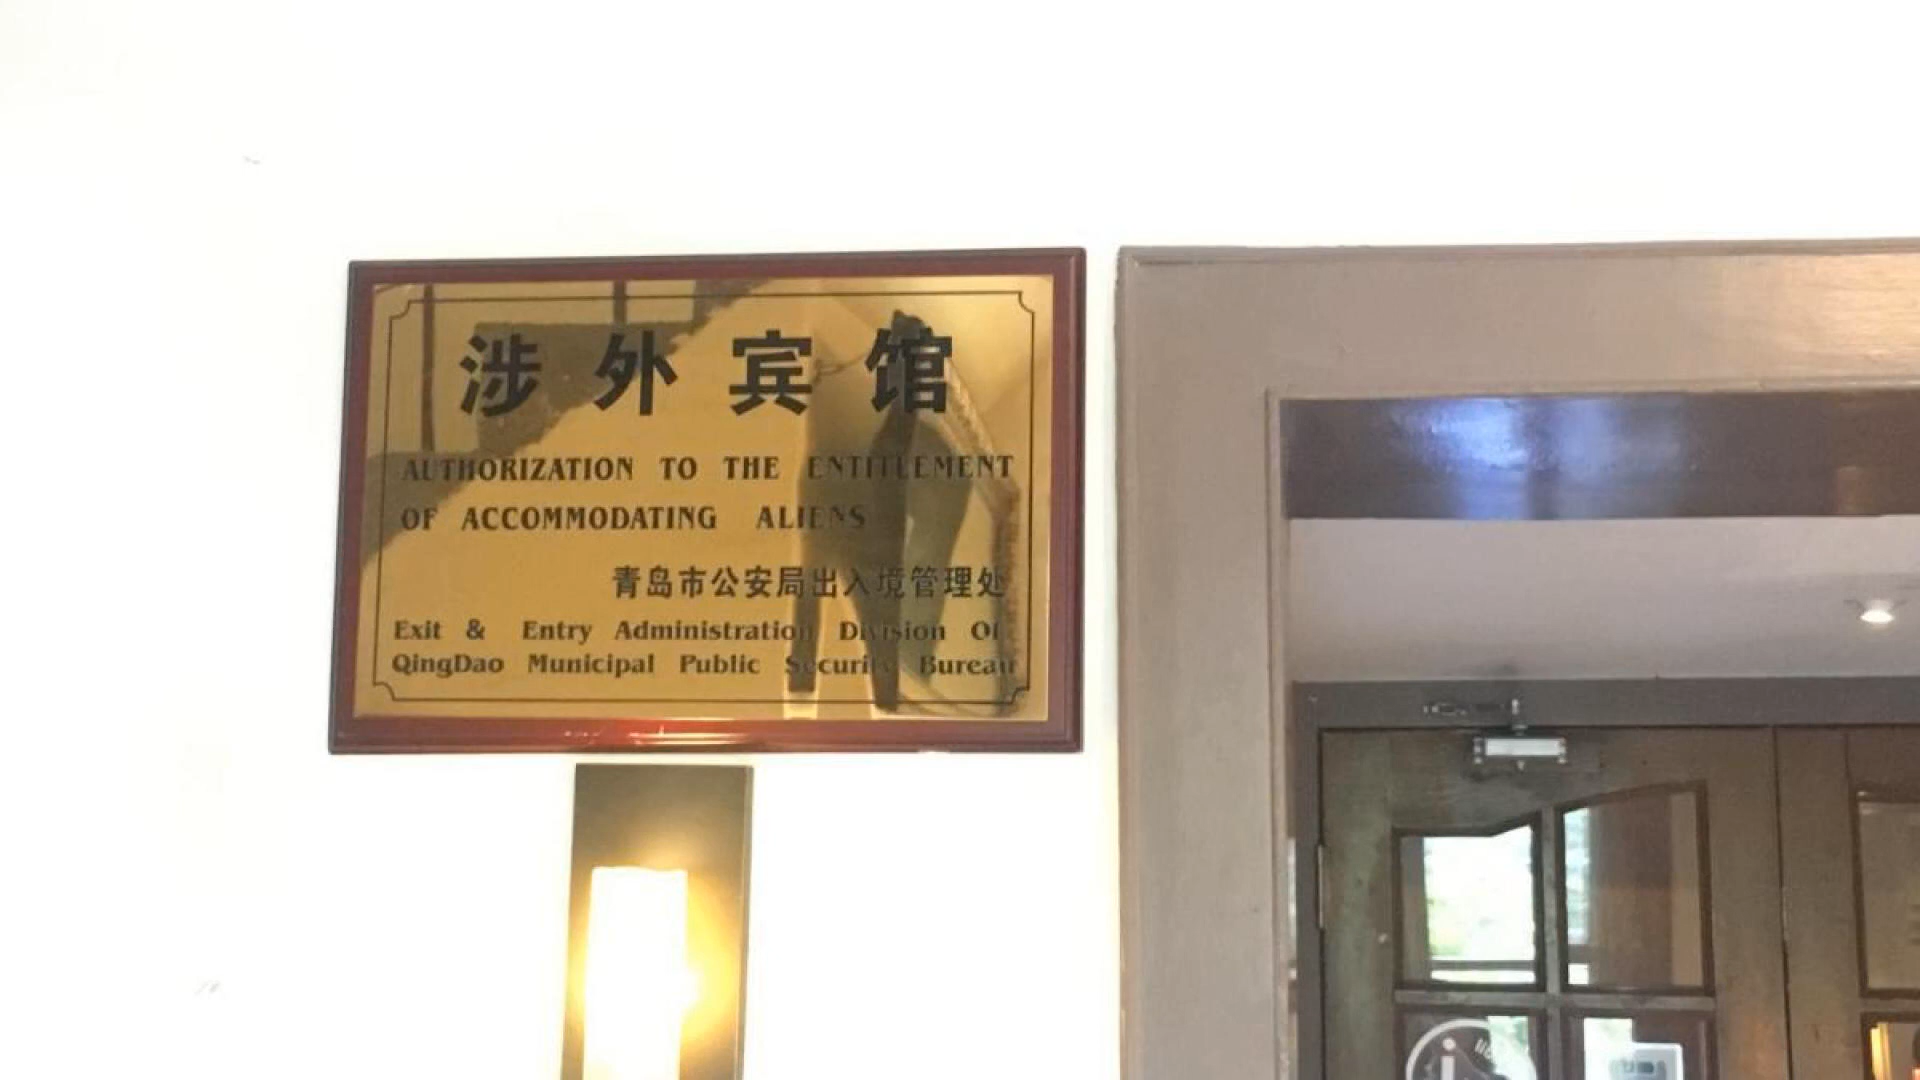 涉外宾馆
AUTHORIZATION TO THE ENTITLEMENT
OF ACCOMMODATING ALIENS
青岛市公安局出入境管理处
Exit & Entry Administration Division Of
QingDao Municipal Public Security Bureau